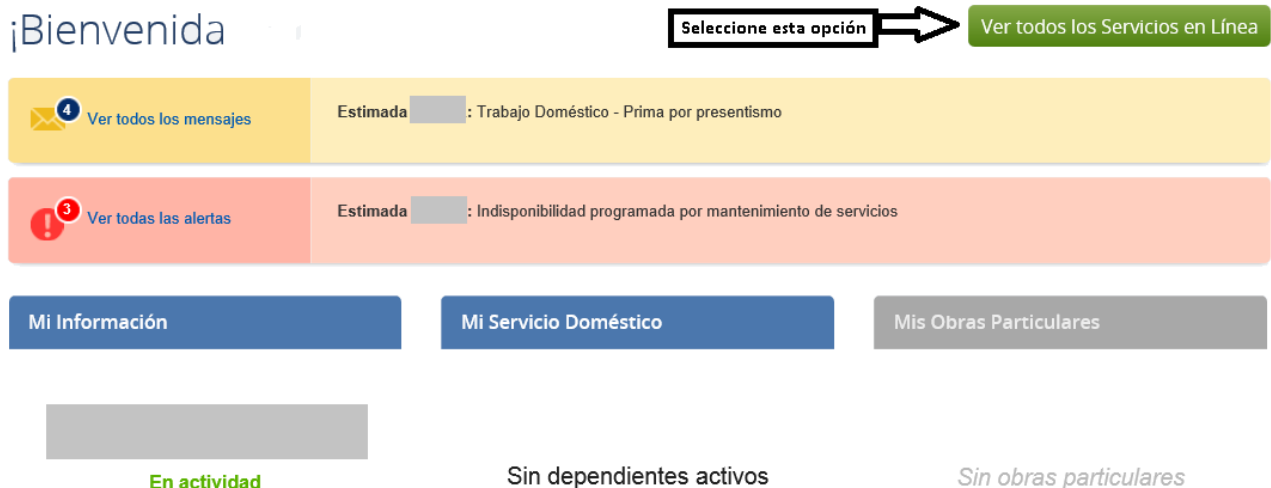 ¡Bienvenida
Seleccione esta opción
Ver todos los Servicios en Línea
4
Ver todos los mensajes
Estimada : Trabajo Doméstico - Prima por presentismo
3
Ver todas las alertas
Estimada : Indisponibilidad programada por mantenimiento de servicios
Mi Información
Mi Servicio Doméstico
Mis Obras Particulares
En actividad
Sin dependientes activos
Sin obras particulares